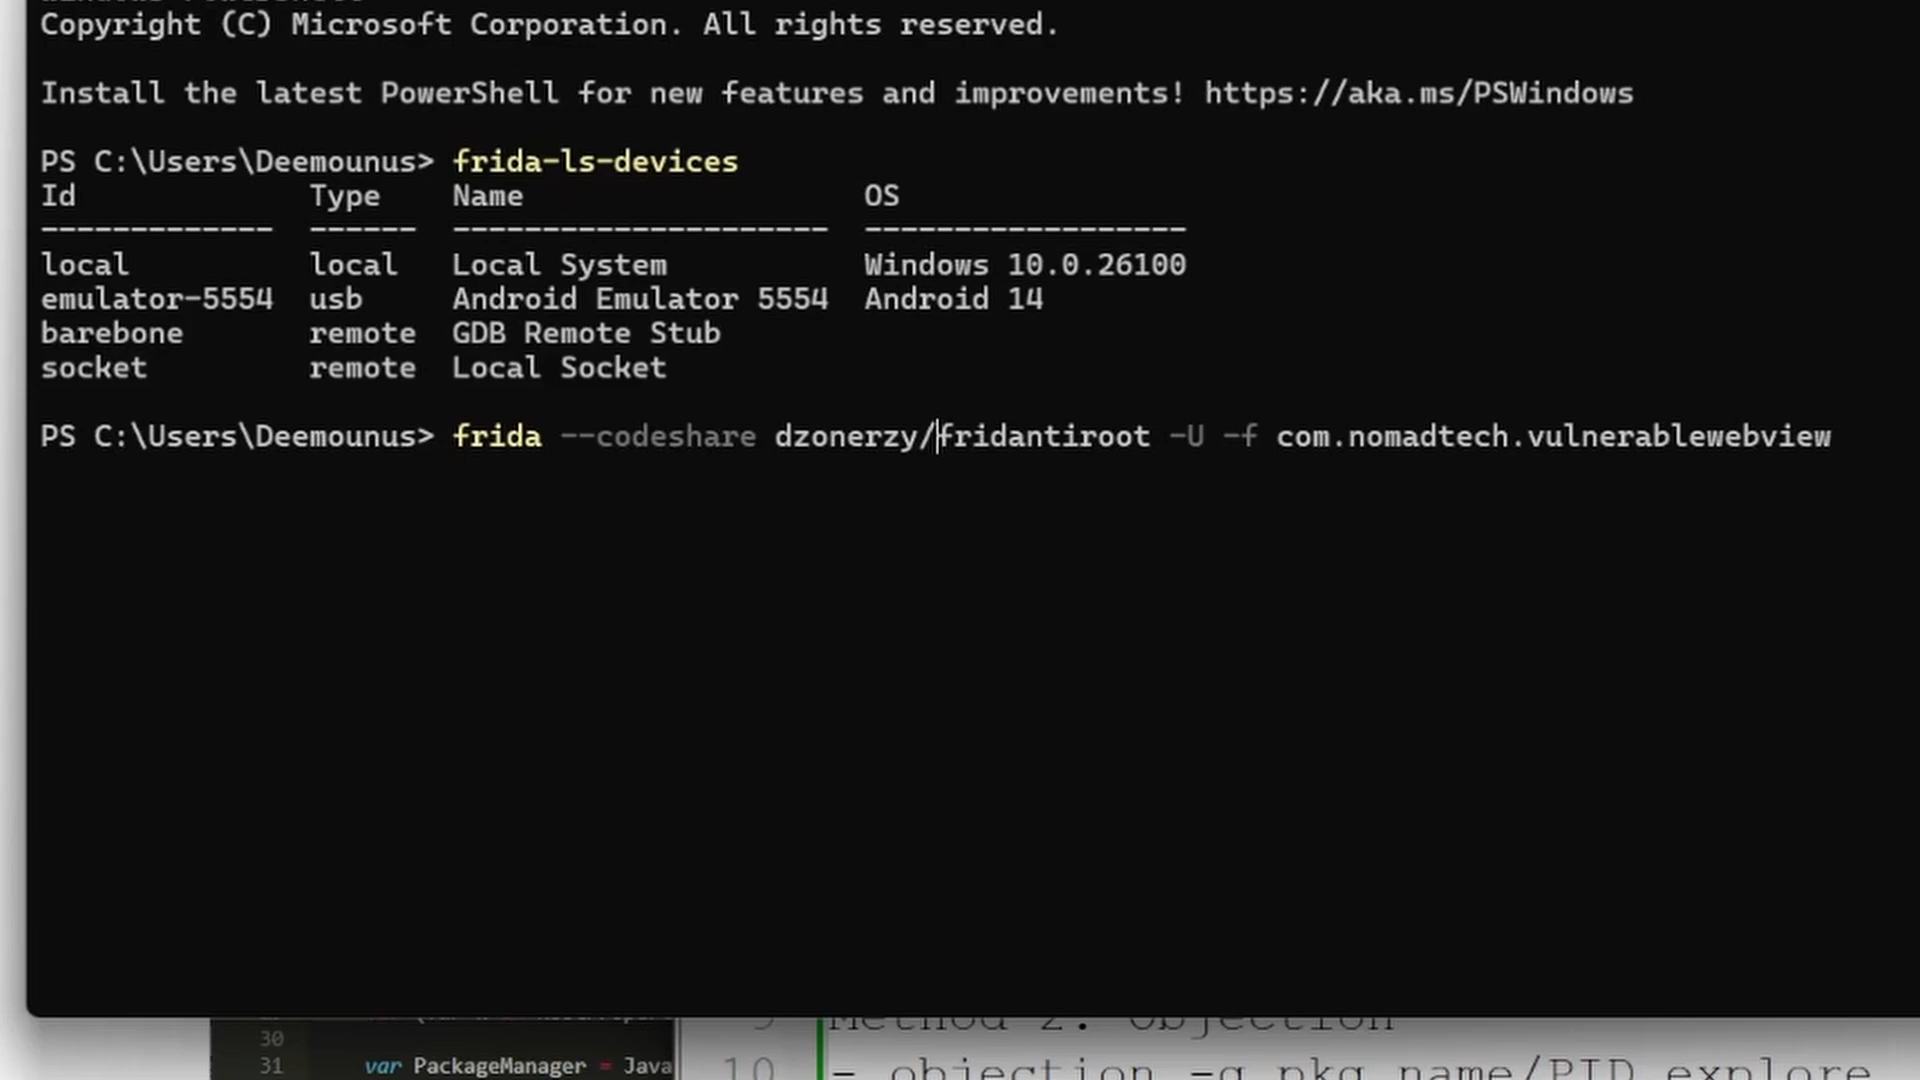 Copyright (C) Microsoft Corporation. All rights reserved.
Install the latest PowerShell for new features and improvements! https://aka.ms/PSWindows
PS C:\Users\Deemounus> frida-ls-devices
Id Type Name OS
------------- ------ --------------------- ------------------
local local Local System Windows 10.0.26100
emulator-5554 usb Android Emulator 5554 Android 14
barebone remote GDB Remote Stub
socket remote Local Socket
PS C:\Users\Deemounus> frida --codeshare dzonerzy/fridantiroot -U -f com.nomadtech.vulnerablewebview
30
31 var PackageManager = Java
9 Method 2: Objection
10 - objection -g pkg_name/PID explore